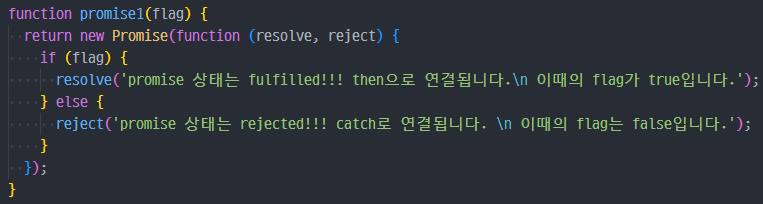 function promise1(flag) {
  return new Promise(function (resolve, reject) {
    if (flag) {
      resolve('promise 상태는 fulfilled!!! then으로 연결됩니다.\n 이때의 flag가 true입니다.');
    } else {
      reject('promise 상태는 rejected!!! catch로 연결됩니다. \n 이때의 flag는 false입니다.');
    }
  });
}